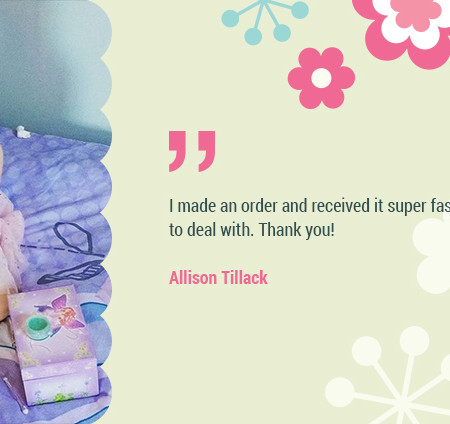 I made an order and received it super fas
to deal with. Thank you!
Allison Tillack